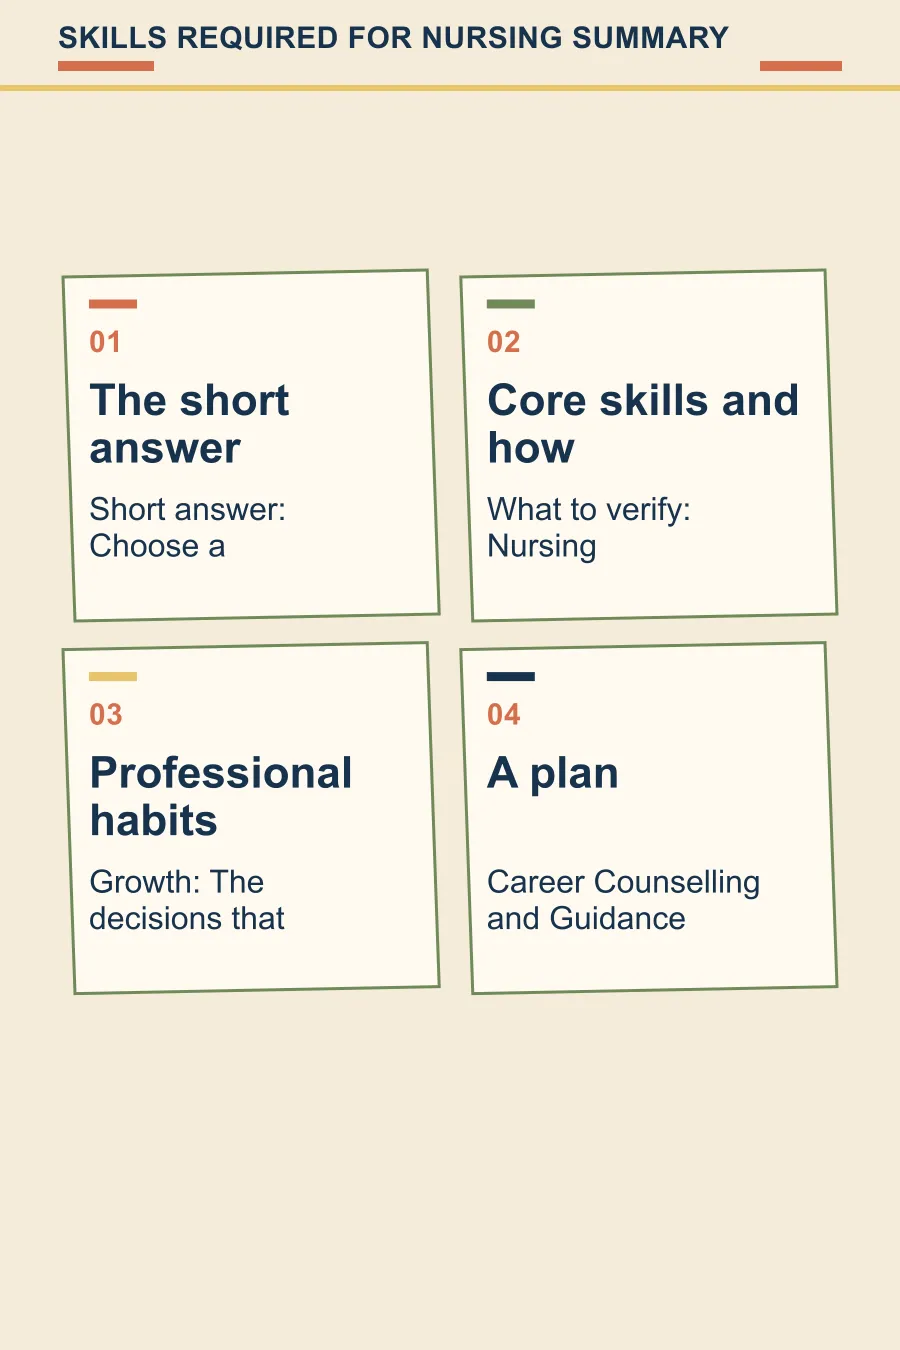 SKILLS REQUIRED FOR NURSING SUMMARY
01
The short
answer
Short answer:
Choose a
02
Core skills and
how
What to verify:
Nursing
03
Professional
habits
Growth: The
decisions that
04
A plan
Career Counselling
and Guidance